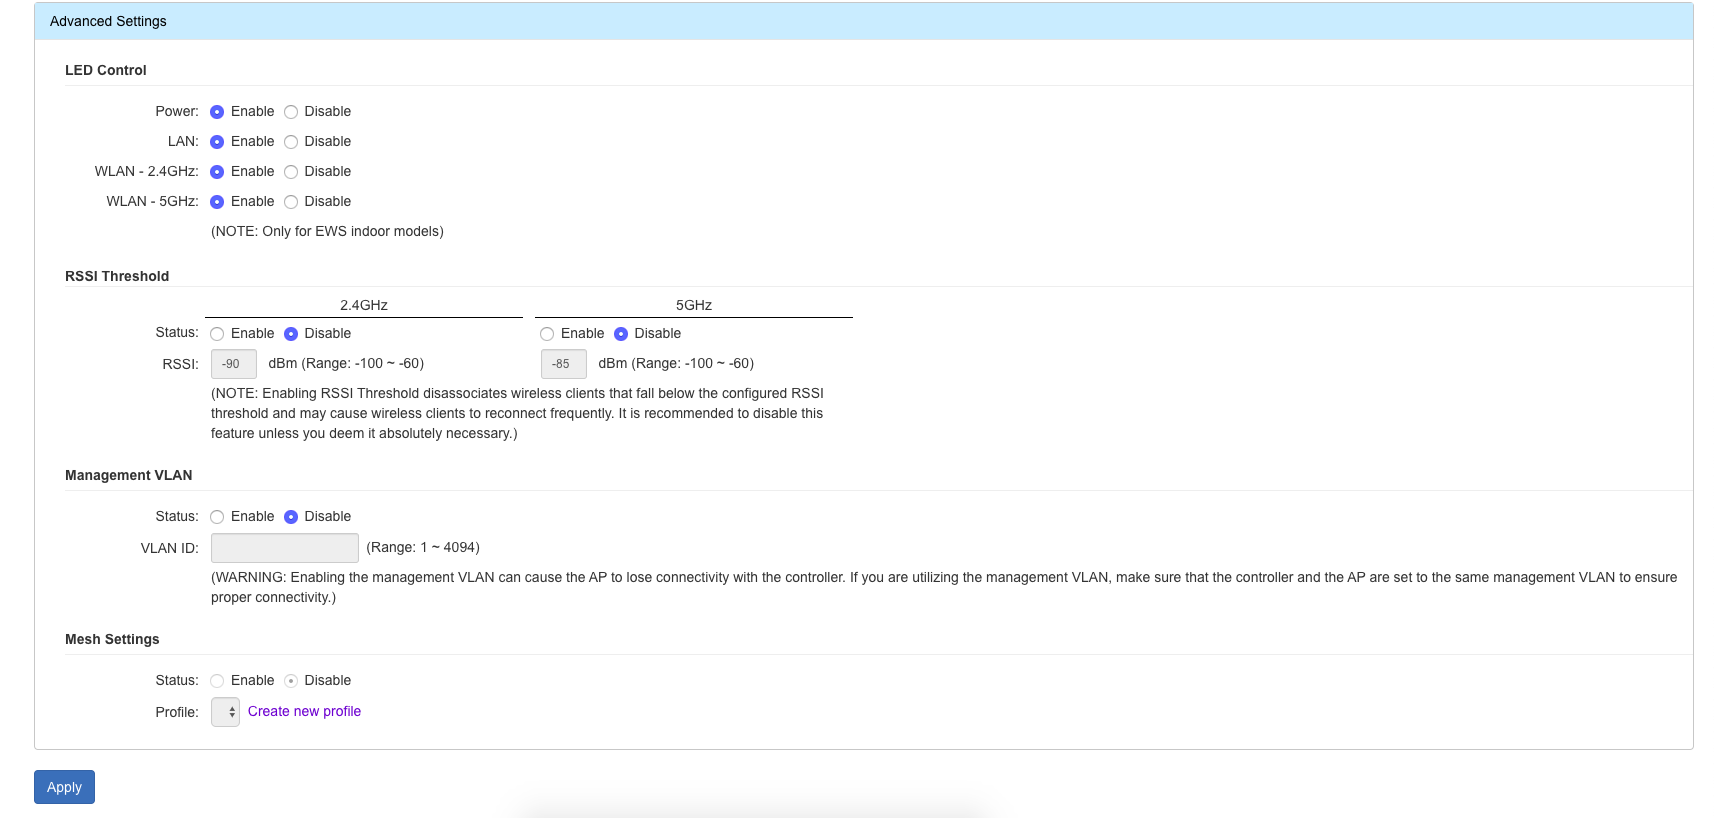 Advanced Settings
LED Control
Power: Enable Disable
LAN: Enable Disable
WLAN - 2.4GHz: Enable Disable
WLAN - 5GHz: Enable Disable
(NOTE: Only for EWS indoor models)
RSSI Threshold
2.4GHz 5GHz
Status: Enable Disable Enable Disable
RSSI: -90 dBm (Range: -100 ~ -60) -85 dBm (Range: -100 ~ -60)
(NOTE: Enabling RSSI Threshold disassociates wireless clients that fall below the configured RSSI
threshold and may cause wireless clients to reconnect frequently. It is recommended to disable this
feature unless you deem it absolutely necessary.)
Management VLAN
Status: Enable Disable
VLAN ID: (Range: 1 ~ 4094)
(WARNING: Enabling the management VLAN can cause the AP to lose connectivity with the controller. If you are utilizing the management VLAN, make sure that the controller and the AP are set to the same management VLAN to ensure
proper connectivity.)
Mesh Settings
Status: Enable Disable
Profile: Create new profile
Apply